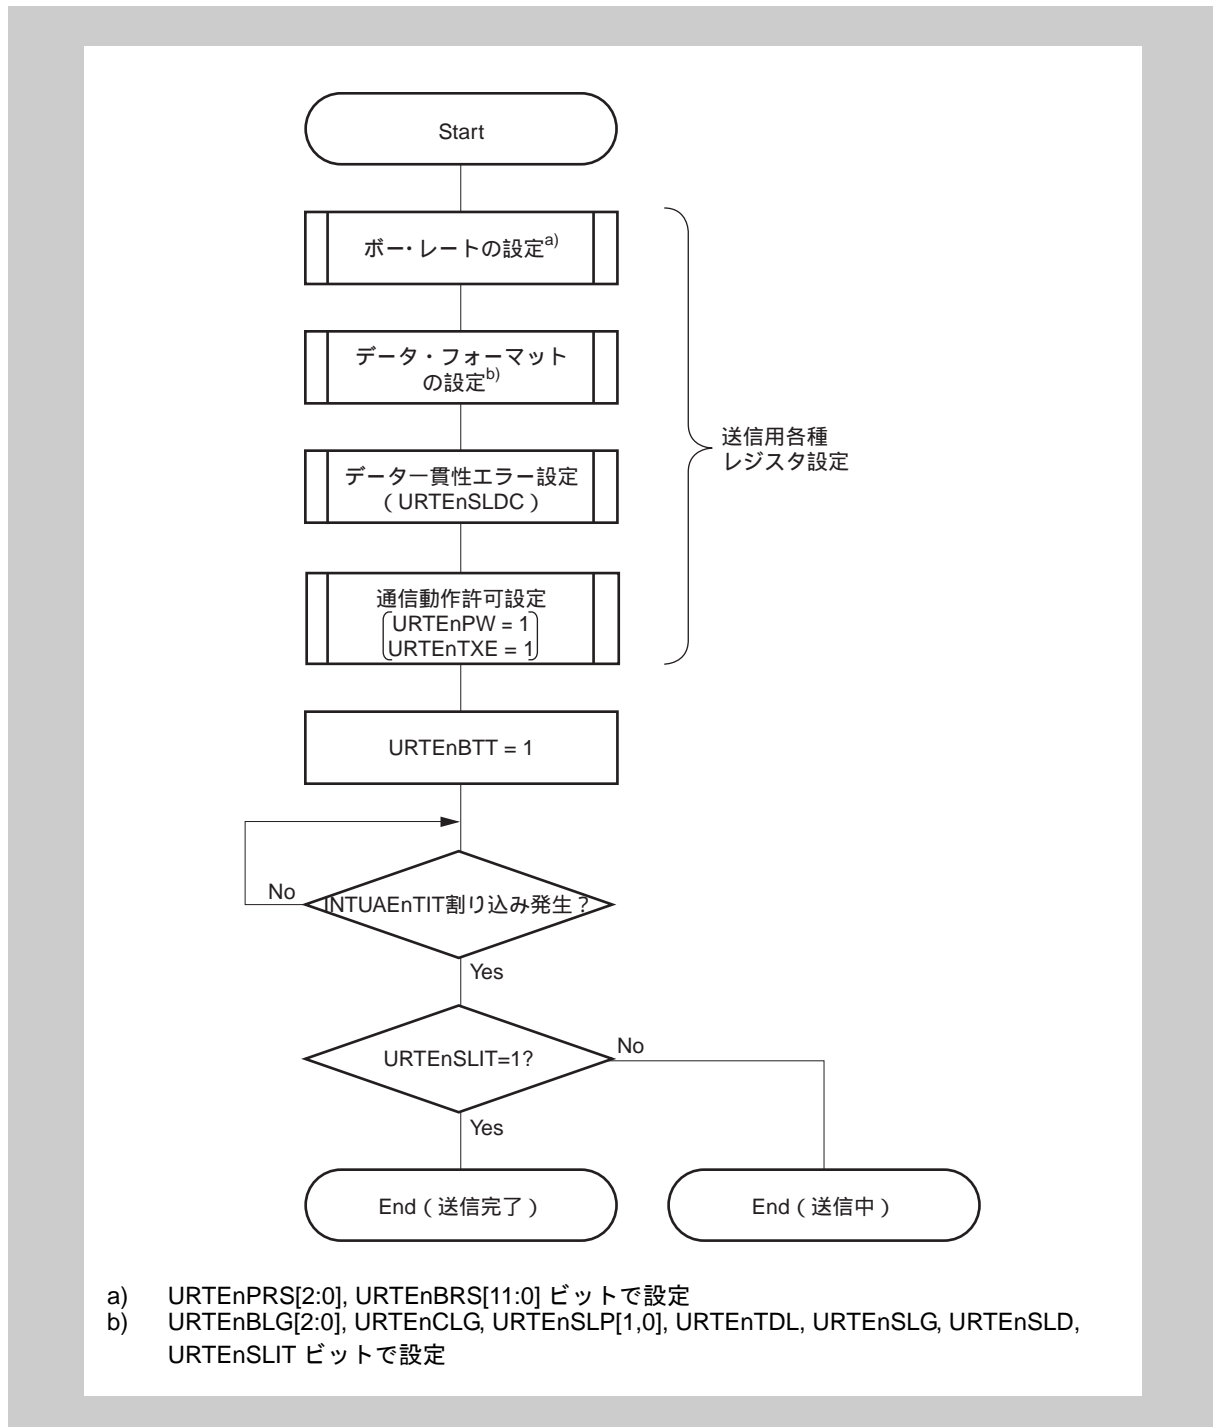 Start
ボー・レートの設定a)
データ・フォーマット
の設定b)
データ一貫性エラー設定
(URTEnSLDC)
通信動作許可設定
URTEnPW = 1
URTEnTXE = 1
送信用各種
レジスタ設定
URTEnBTT = 1
No
INTUAEnTIT割り込み発生?
Yes
URTEnSLIT=1?
No
Yes
End(送信完了)
End(送信中)
a) URTEnPRS[2:0], URTEnBRS[11:0] ビットで設定
b) URTEnBLG[2:0], URTEnCLG, URTEnSLP[1,0], URTEnTDL, URTEnSLG, URTEnSLD,
URTEnSLIT ビットで設定